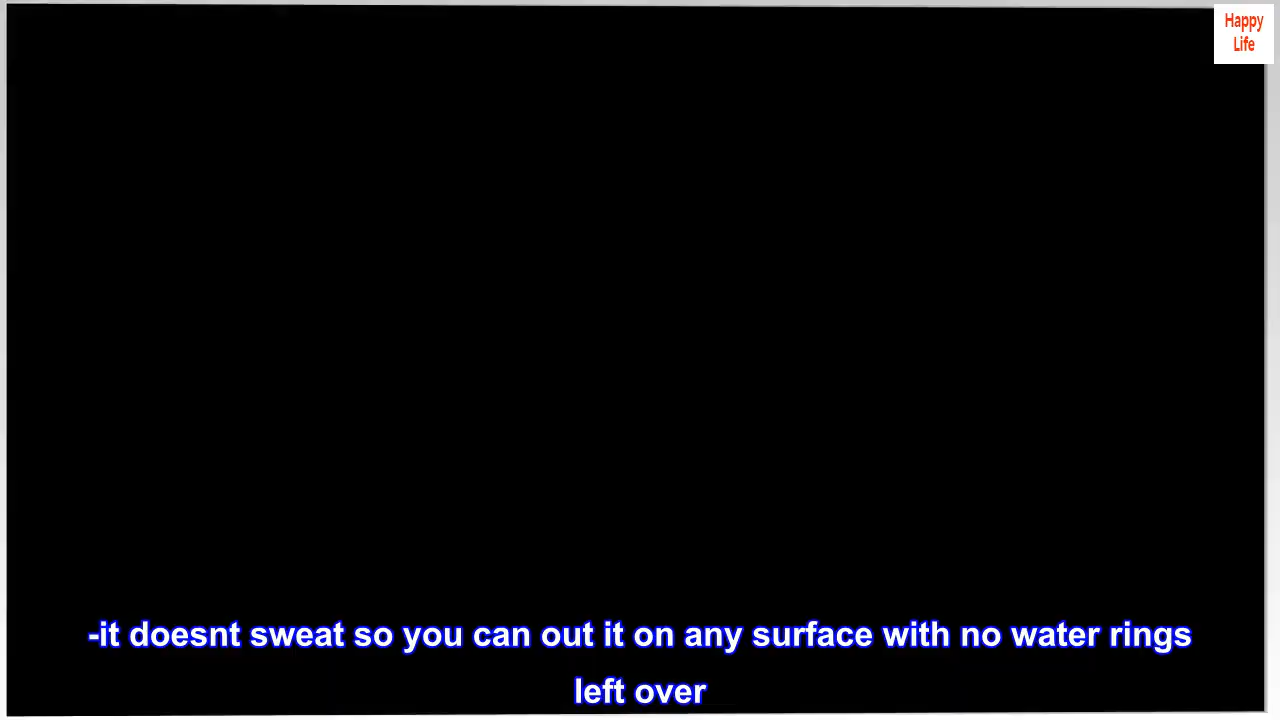 Happy
Life
-it doesnt sweat so you can out it on any surface with no water rings
left over